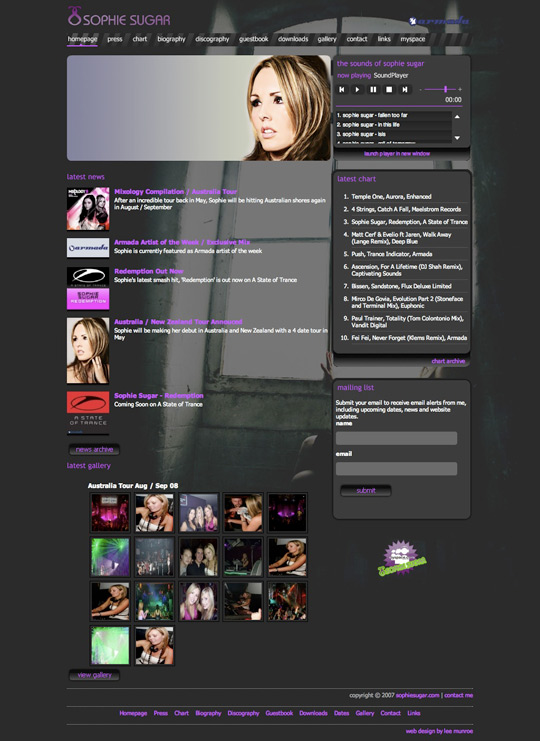 SOPHIE SUGAR
armada
homepage press chart biography discography guestbook downloads gallery contact links myspace
the sounds of sophie sugar
now playing SoundPlayer
- +
00:00
1. sophie sugar - fallen too far
2. sophie sugar - in this life
3. sophie sugar - isis
launch player in new window
latest news
MIXOLOGY
Mixology Compilation / Australia Tour
After an incredible tour back in May, Sophie will be hitting Australian shores again
in August / September
armada
Armada Artist of the Week / Exclusive Mix
Sophie is currently featured as Armada artist of the week
SOPHIE
SUGAR
REDEMPTION
Redemption Out Now
Sophie's latest smash hit, 'Redemption' is out now on A State of Trance
Australia / New Zealand Tour Announced
Sophie will be making her debut in Australia and New Zealand with a 4 date tour in
May
A STATE
OF TRANCE
Sophie Sugar - Redemption
Coming Soon on A State of Trance
news archive
latest chart
1. Temple One, Aurora, Enhanced
2. 4 Strings, Catch A Fall, Maelstrom Records
3. Sophie Sugar, Redemption, A State of Trance
4. Matt Cerf & Evelio ft Jaren, Walk Away
(Lange Remix), Deep Blue
5. Push, Trance Indicator, Armada
6. Ascension, For A Lifetime (DJ Shah Remix),
Captivating Sounds
7. Bissen, Sandstone, Flux Deluxe Limited
8. Mirco De Govia, Evolution Part 2 (Stoneface
and Terminal Mix), Euphonic
9. Paul Trainer, Totality (Tom Colontonio Mix),
Vandit Digital
10. Fei Fei, Never Forget (Klems Remix), Armada
chart archive
mailing list
Submit your email to receive email alerts from me,
including upcoming dates, news and website
updates.
name
email
submit
latest gallery
Australia Tour Aug / Sep 08
view gallery
copyright © 2007 sophiesugar.com | contact me
Homepage Press Chart Biography Discography Guestbook Downloads Dates Gallery Contact Links
web design by lee munroe